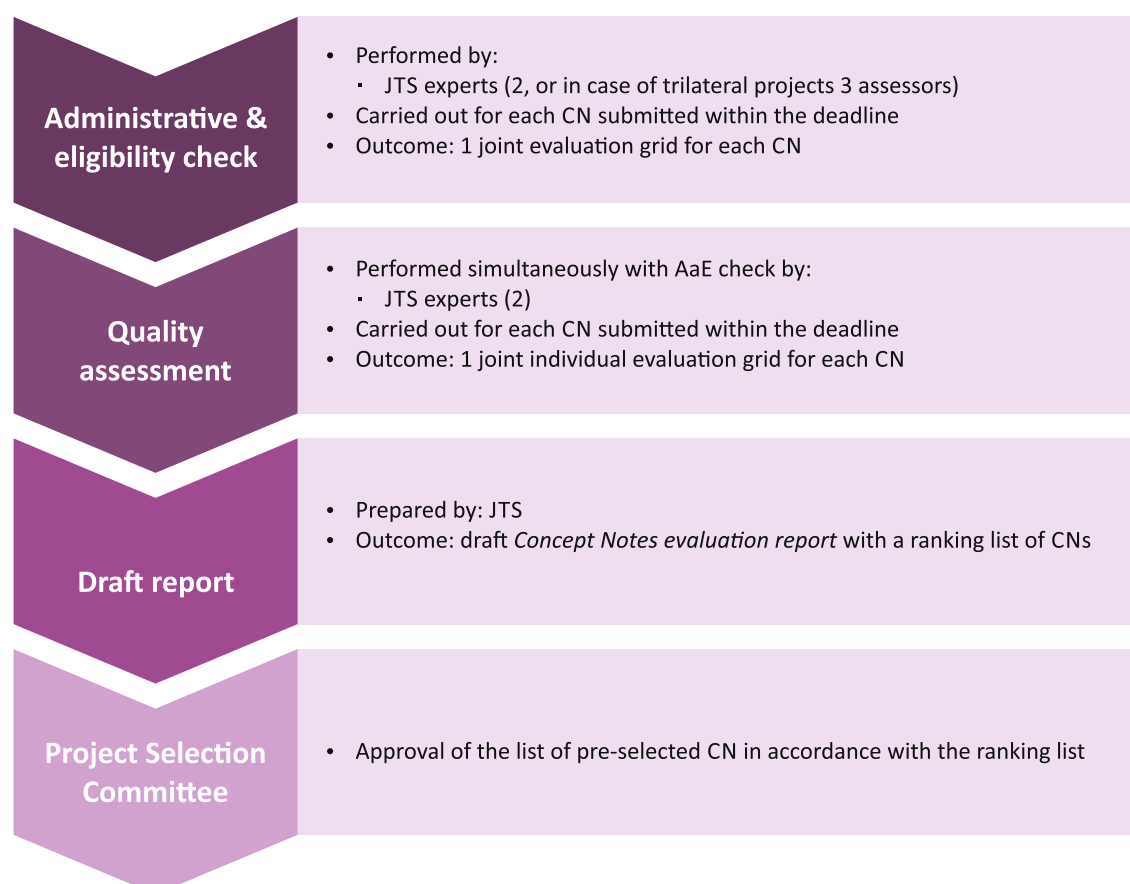 Administrative &
eligibility check
• Performed by:
▪ JTS experts (2, or in case of trilateral projects 3 assessors)
• Carried out for each CN submitted within the deadline
• Outcome: 1 joint evaluation grid for each CN
Quality
assessment
• Performed simultaneously with AaE check by:
▪ JTS experts (2)
• Carried out for each CN submitted within the deadline
• Outcome: 1 joint individual evaluation grid for each CN
Draft report
• Prepared by: JTS
• Outcome: draft Concept Notes evaluation report with a ranking list of CNs
Project Selection
Committee
• Approval of the list of pre-selected CN in accordance with the ranking list